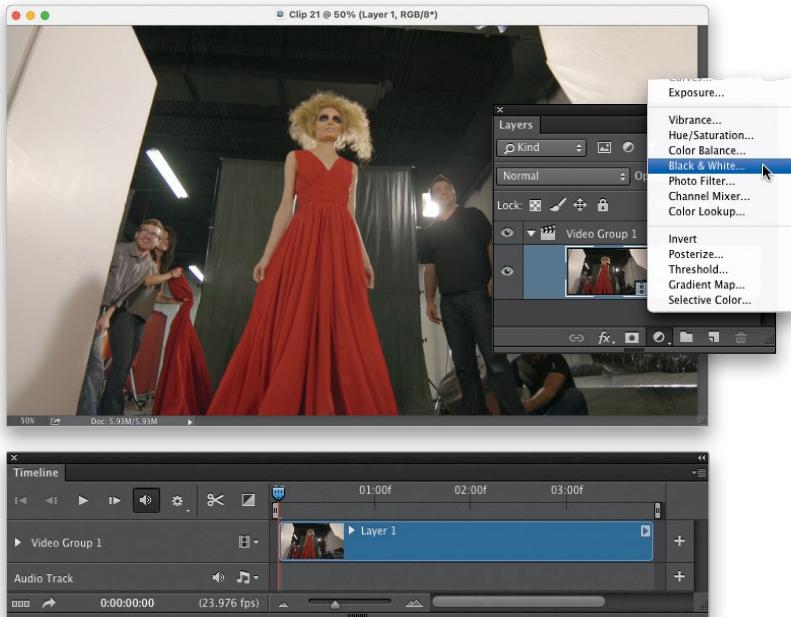 Clip 21 @ 50% (Layer 1, RGB/8*)
Curves...
Exposure...
Vibrance...
Hue/Saturation...
Color Balance...
Black & White...
Photo Filter...
Channel Mixer...
Color Lookup...
Invert
Posterize...
Threshold...
Gradient Map...
Selective Color...
Layers
Kind
Normal
Op
Lock:
Video Group 1
fx
50%
Doc: 5.93M/5.93M
Timeline
01:00f 02:00f 03:00f
Video Group 1
Layer 1
Audio Track
0:00:00:00 (23.976 fps)